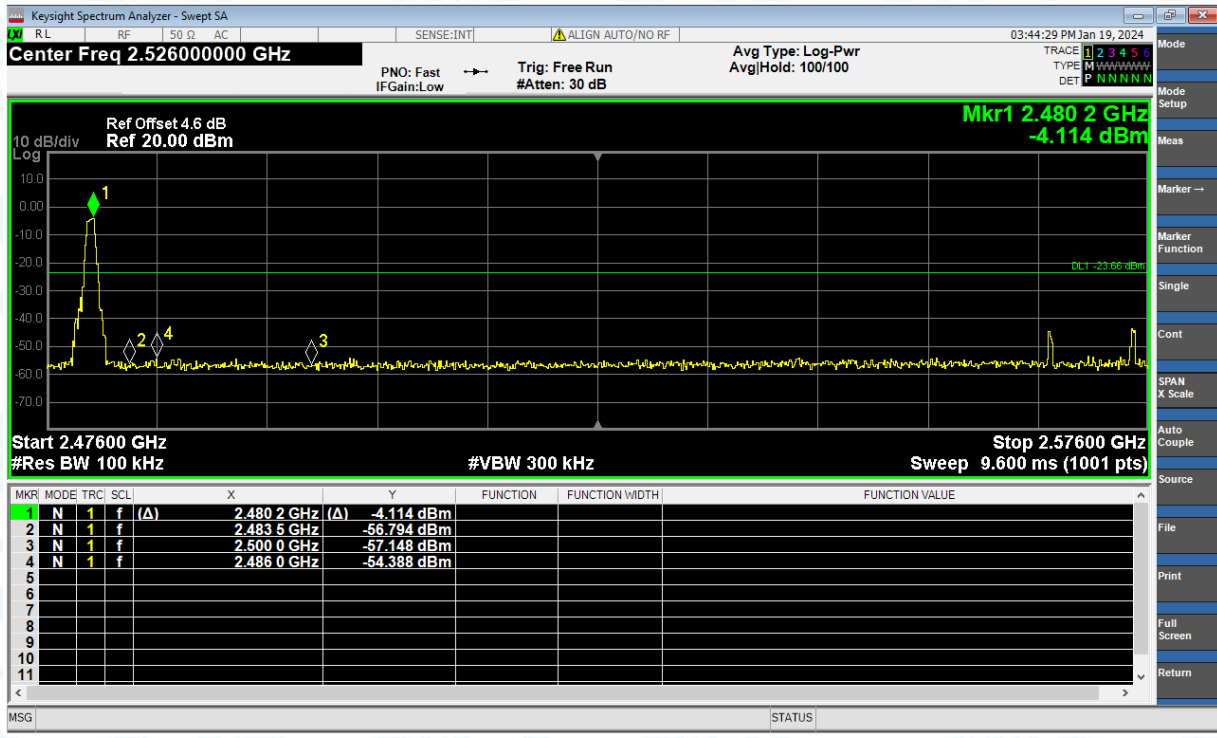 Keysight Spectrum Analyzer - Swept SA
LXI RL RF 50 Ω AC SENSE:INT ALIGN AUTO/NO RF 03:44:29 PM Jan 19, 2024
Center Freq 2.526000000 GHz
PNO: Fast
IFGain:Low
Trig: Free Run
#Atten: 30 dB
Avg Type: Log-Pwr
Avg|Hold: 100/100
TRACE 1 2 3 4 5 6
TYPE M WWWWW
DET P N N N N N
Ref Offset 4.6 dB
10 dB/div Ref 20.00 dBm
Log
Mkr1 2.480 2 GHz
-4.114 dBm
10.0
0.00
-10.0
-20.0
-30.0
-40.0
-50.0
-60.0
-70.0
1
2
4
3
DL1 -23.66 dBm
Start 2.47600 GHz Stop 2.57600 GHz
#Res BW 100 kHz #VBW 300 kHz Sweep 9.600 ms (1001 pts)
MKR MODE TRC SCL X Y FUNCTION FUNCTION WIDTH FUNCTION VALUE
1 N 1 f (Δ) 2.480 2 GHz (Δ) -4.114 dBm
2 N 1 f 2.483 5 GHz -56.794 dBm
3 N 1 f 2.500 0 GHz -57.148 dBm
4 N 1 f 2.486 0 GHz -54.388 dBm
5
6
7
8
9
10
11
MSG STATUS
Mode
Mode
Setup
Meas
Marker →
Marker
Function
Single
Cont
SPAN
X Scale
Auto
Couple
Source
File
Print
Full
Screen
Return